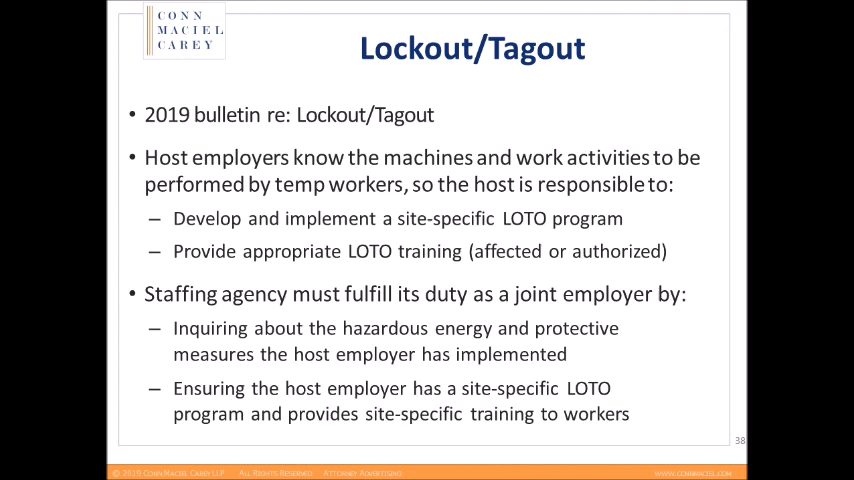 CONN
MACIEL
CAREY
Lockout/Tagout
• 2019 bulletin re: Lockout/Tagout
• Host employers know the machines and work activities to be
performed by temp workers, so the host is responsible to:
– Develop and implement a site-specific LOTO program
– Provide appropriate LOTO training (affected or authorized)
• Staffing agency must fulfill its duty as a joint employer by:
– Inquiring about the hazardous energy and protective
measures the host employer has implemented
– Ensuring the host employer has a site-specific LOTO
program and provides site-specific training to workers
38
© 2019 CONN MACIEL CAREY LLP ALL RIGHTS RESERVED ATTORNEY ADVERTISING WWW.CONNMACIEL.COM